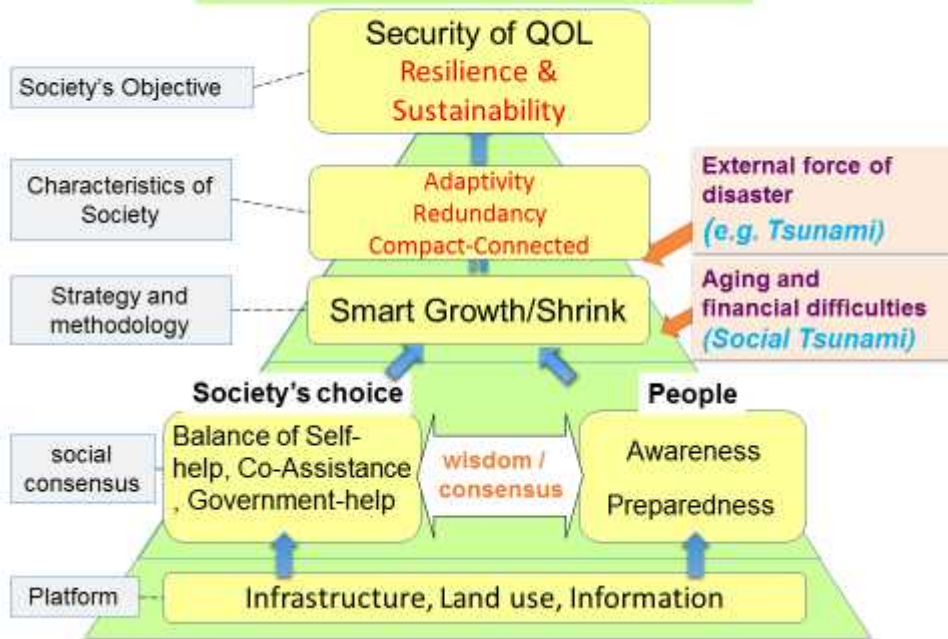 Security of QOL
Resilience &
Sustainability
Society's Objective
Characteristics of
Society
Adaptivity
Redundancy
Compact-Connected
External force of
disaster
(e.g. Tsunami)
Strategy and
methodology
Smart Growth/Shrink
Aging and
financial difficulties
(Social Tsunami)
Society's choice
People
social
consensus
Balance of Self-
help, Co-Assistance
, Government-help
wisdom /
consensus
Awareness
Preparedness
Platform
Infrastructure, Land use, Information